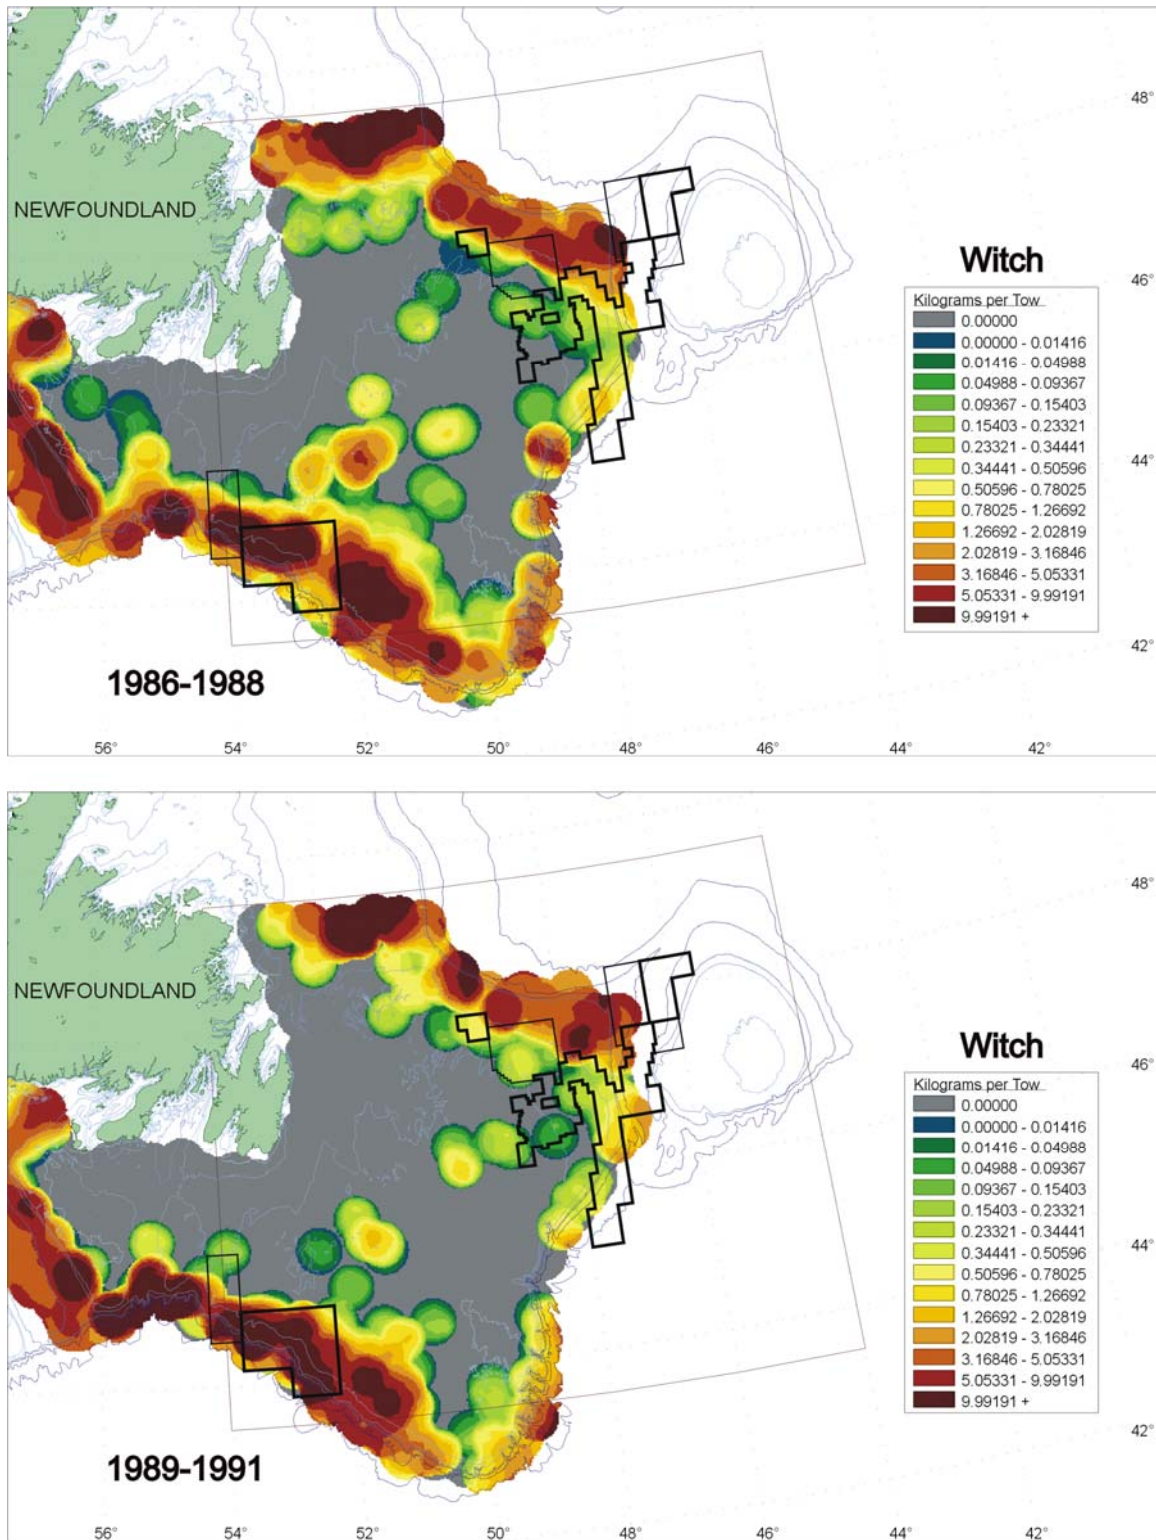 48°
NEWFOUNDLAND
Witch
46°
Kilograms per Tow
0.00000
0.00000 - 0.01416
0.01416 - 0.04988
0.04988 - 0.09367
0.09367 - 0.15403
0.15403 - 0.23321
0.23321 - 0.34441
0.34441 - 0.50596
0.50596 - 0.78025
0.78025 - 1.26692
1.26692 - 2.02819
2.02819 - 3.16846
3.16846 - 5.05331
5.05331 - 9.99191
9.99191 +
44°
42°
1986-1988
56° 54° 52° 50° 48° 46° 44° 42°
48°
NEWFOUNDLAND
Witch
46°
Kilograms per Tow
0.00000
0.00000 - 0.01416
0.01416 - 0.04988
0.04988 - 0.09367
0.09367 - 0.15403
0.15403 - 0.23321
0.23321 - 0.34441
0.34441 - 0.50596
0.50596 - 0.78025
0.78025 - 1.26692
1.26692 - 2.02819
2.02819 - 3.16846
3.16846 - 5.05331
5.05331 - 9.99191
9.99191 +
44°
42°
1989-1991
56° 54° 52° 50° 48° 46° 44° 42°